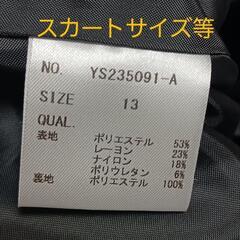 スカートサイズ等
NO. YS235091-A
SIZE 13
QUAL.
表地 ポリエステル 53%
レーヨン 23%
ナイロン 18%
ポリウレタン 6%
裏地 ポリエステル 100%